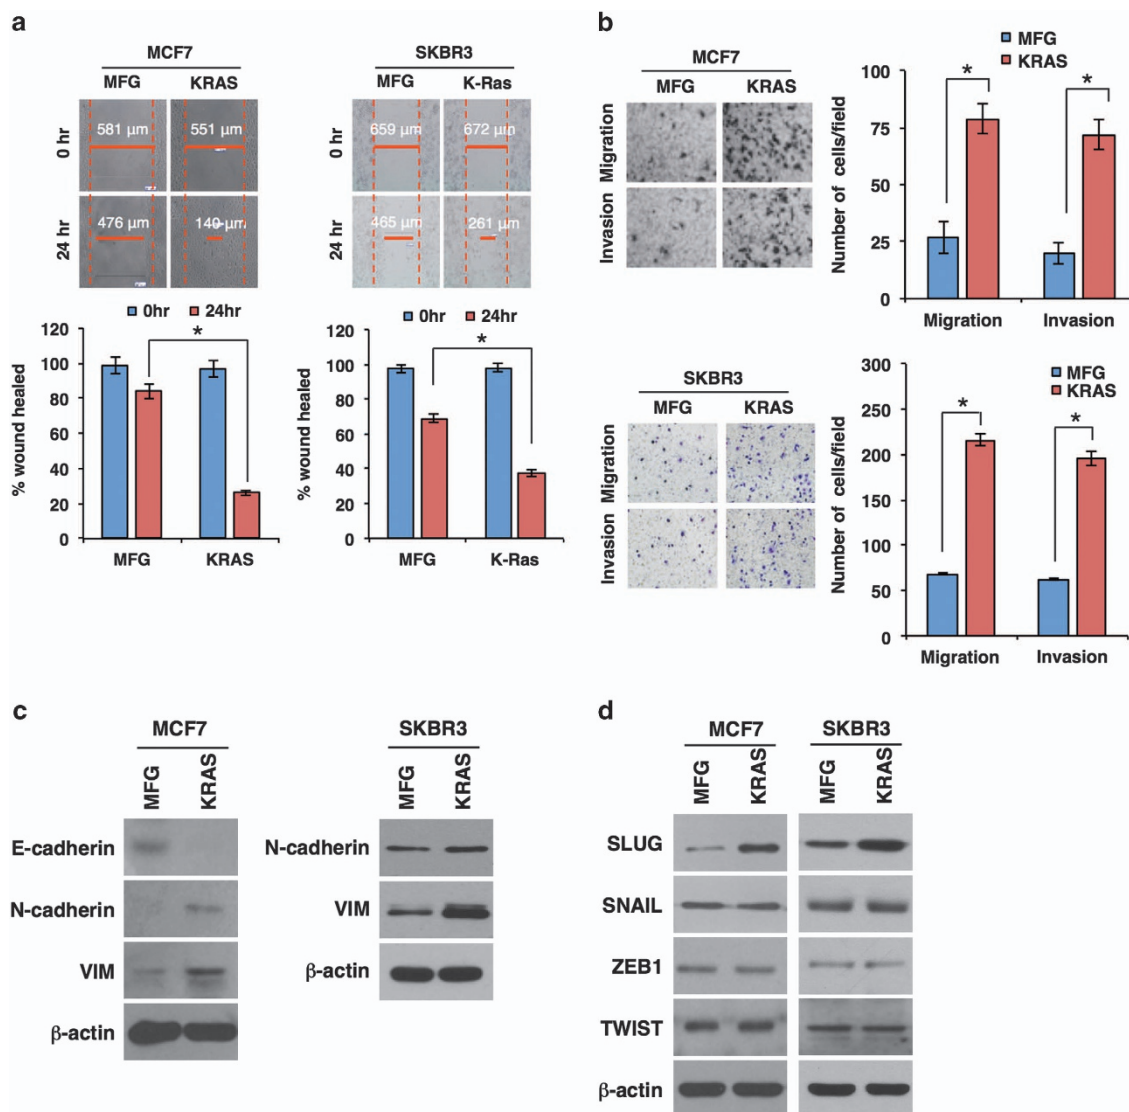 a
MCF7
MFG KRAS
0 hr
581 µm 551 µm
24 hr
476 µm 140 µm
SKBR3
MFG K-Ras
0 hr
659 µm 672 µm
24 hr
465 µm 261 µm
0hr 24hr
% wound healed
120
100
80
60
40
20
0
*
MFG KRAS
0hr 24hr
% wound healed
120
100
80
60
40
20
0
*
MFG K-Ras
b
MCF7
MFG KRAS
Migration
Invasion
MFG
KRAS
Number of cells/field
100
75
50
25
0
* *
Migration Invasion
SKBR3
MFG KRAS
Migration
Invasion
MFG
KRAS
Number of cells/field
300
250
200
150
100
50
0
* *
Migration Invasion
c
MCF7
MFG KRAS
E-cadherin
N-cadherin
VIM
β-actin
SKBR3
MFG KRAS
N-cadherin
VIM
β-actin
d
MCF7 SKBR3
MFG KRAS MFG KRAS
SLUG
SNAIL
ZEB1
TWIST
β-actin